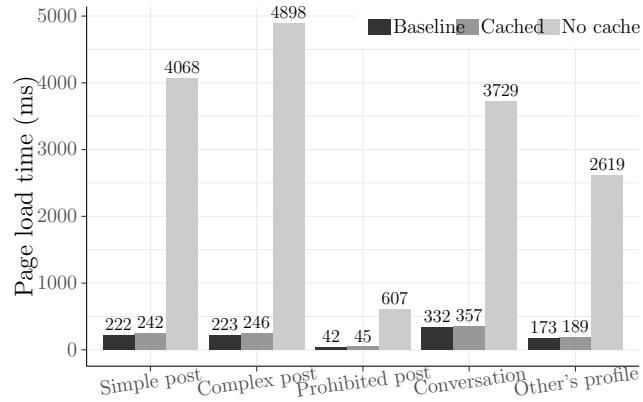 Page load time (ms)
5000
4000
3000
2000
1000
0
Baseline Cached No cache
222 242 4068
223 246 4898
42 45 607
332 357 3729
173 189 2619
Simple post Complex post Prohibited post Conversation Other's profile